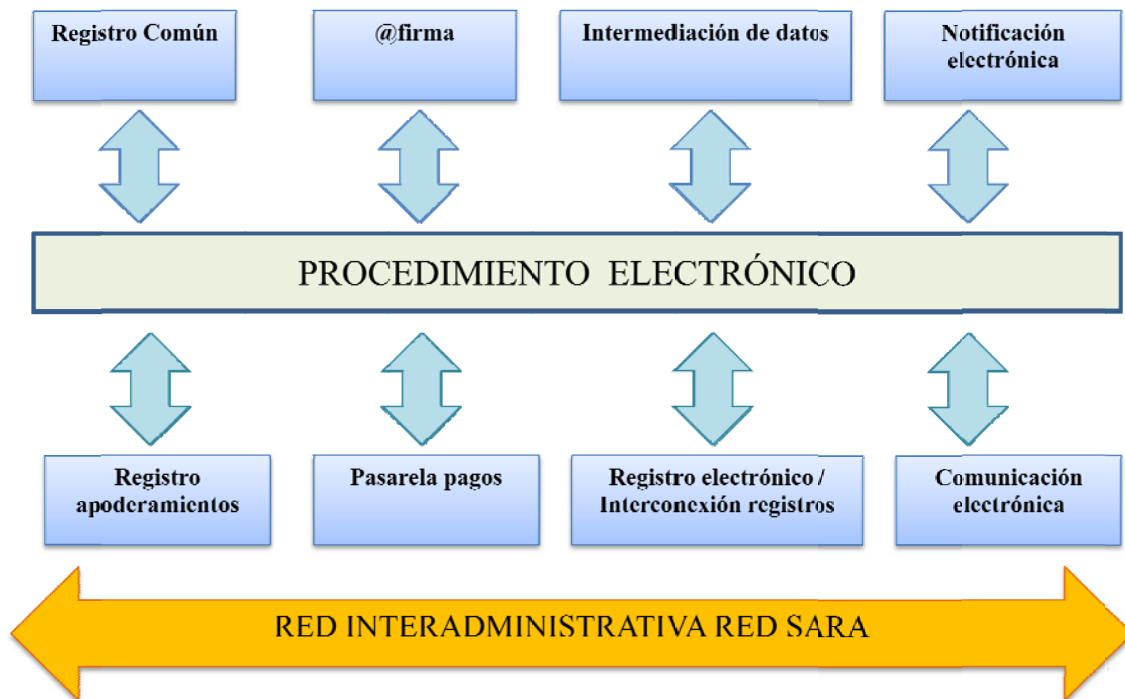 Registro Común
@firma
Intermediación de datos
Notificación
electrónica
PROCEDIMIENTO ELECTRÓNICO
Registro
apoderamientos
Pasarela pagos
Registro electrónico /
Interconexión registros
Comunicación
electrónica
RED INTERADMINISTRATIVA RED SARA